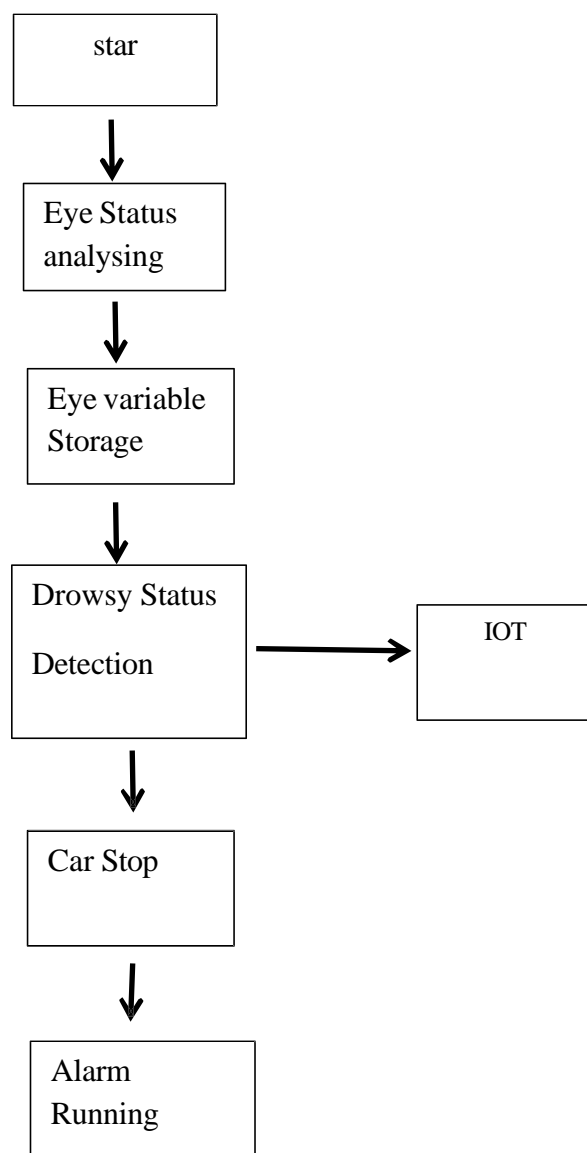 star
Eye Status
analysing
Eye variable
Storage
Drowsy Status
Detection
IOT
Car Stop
Alarm
Running